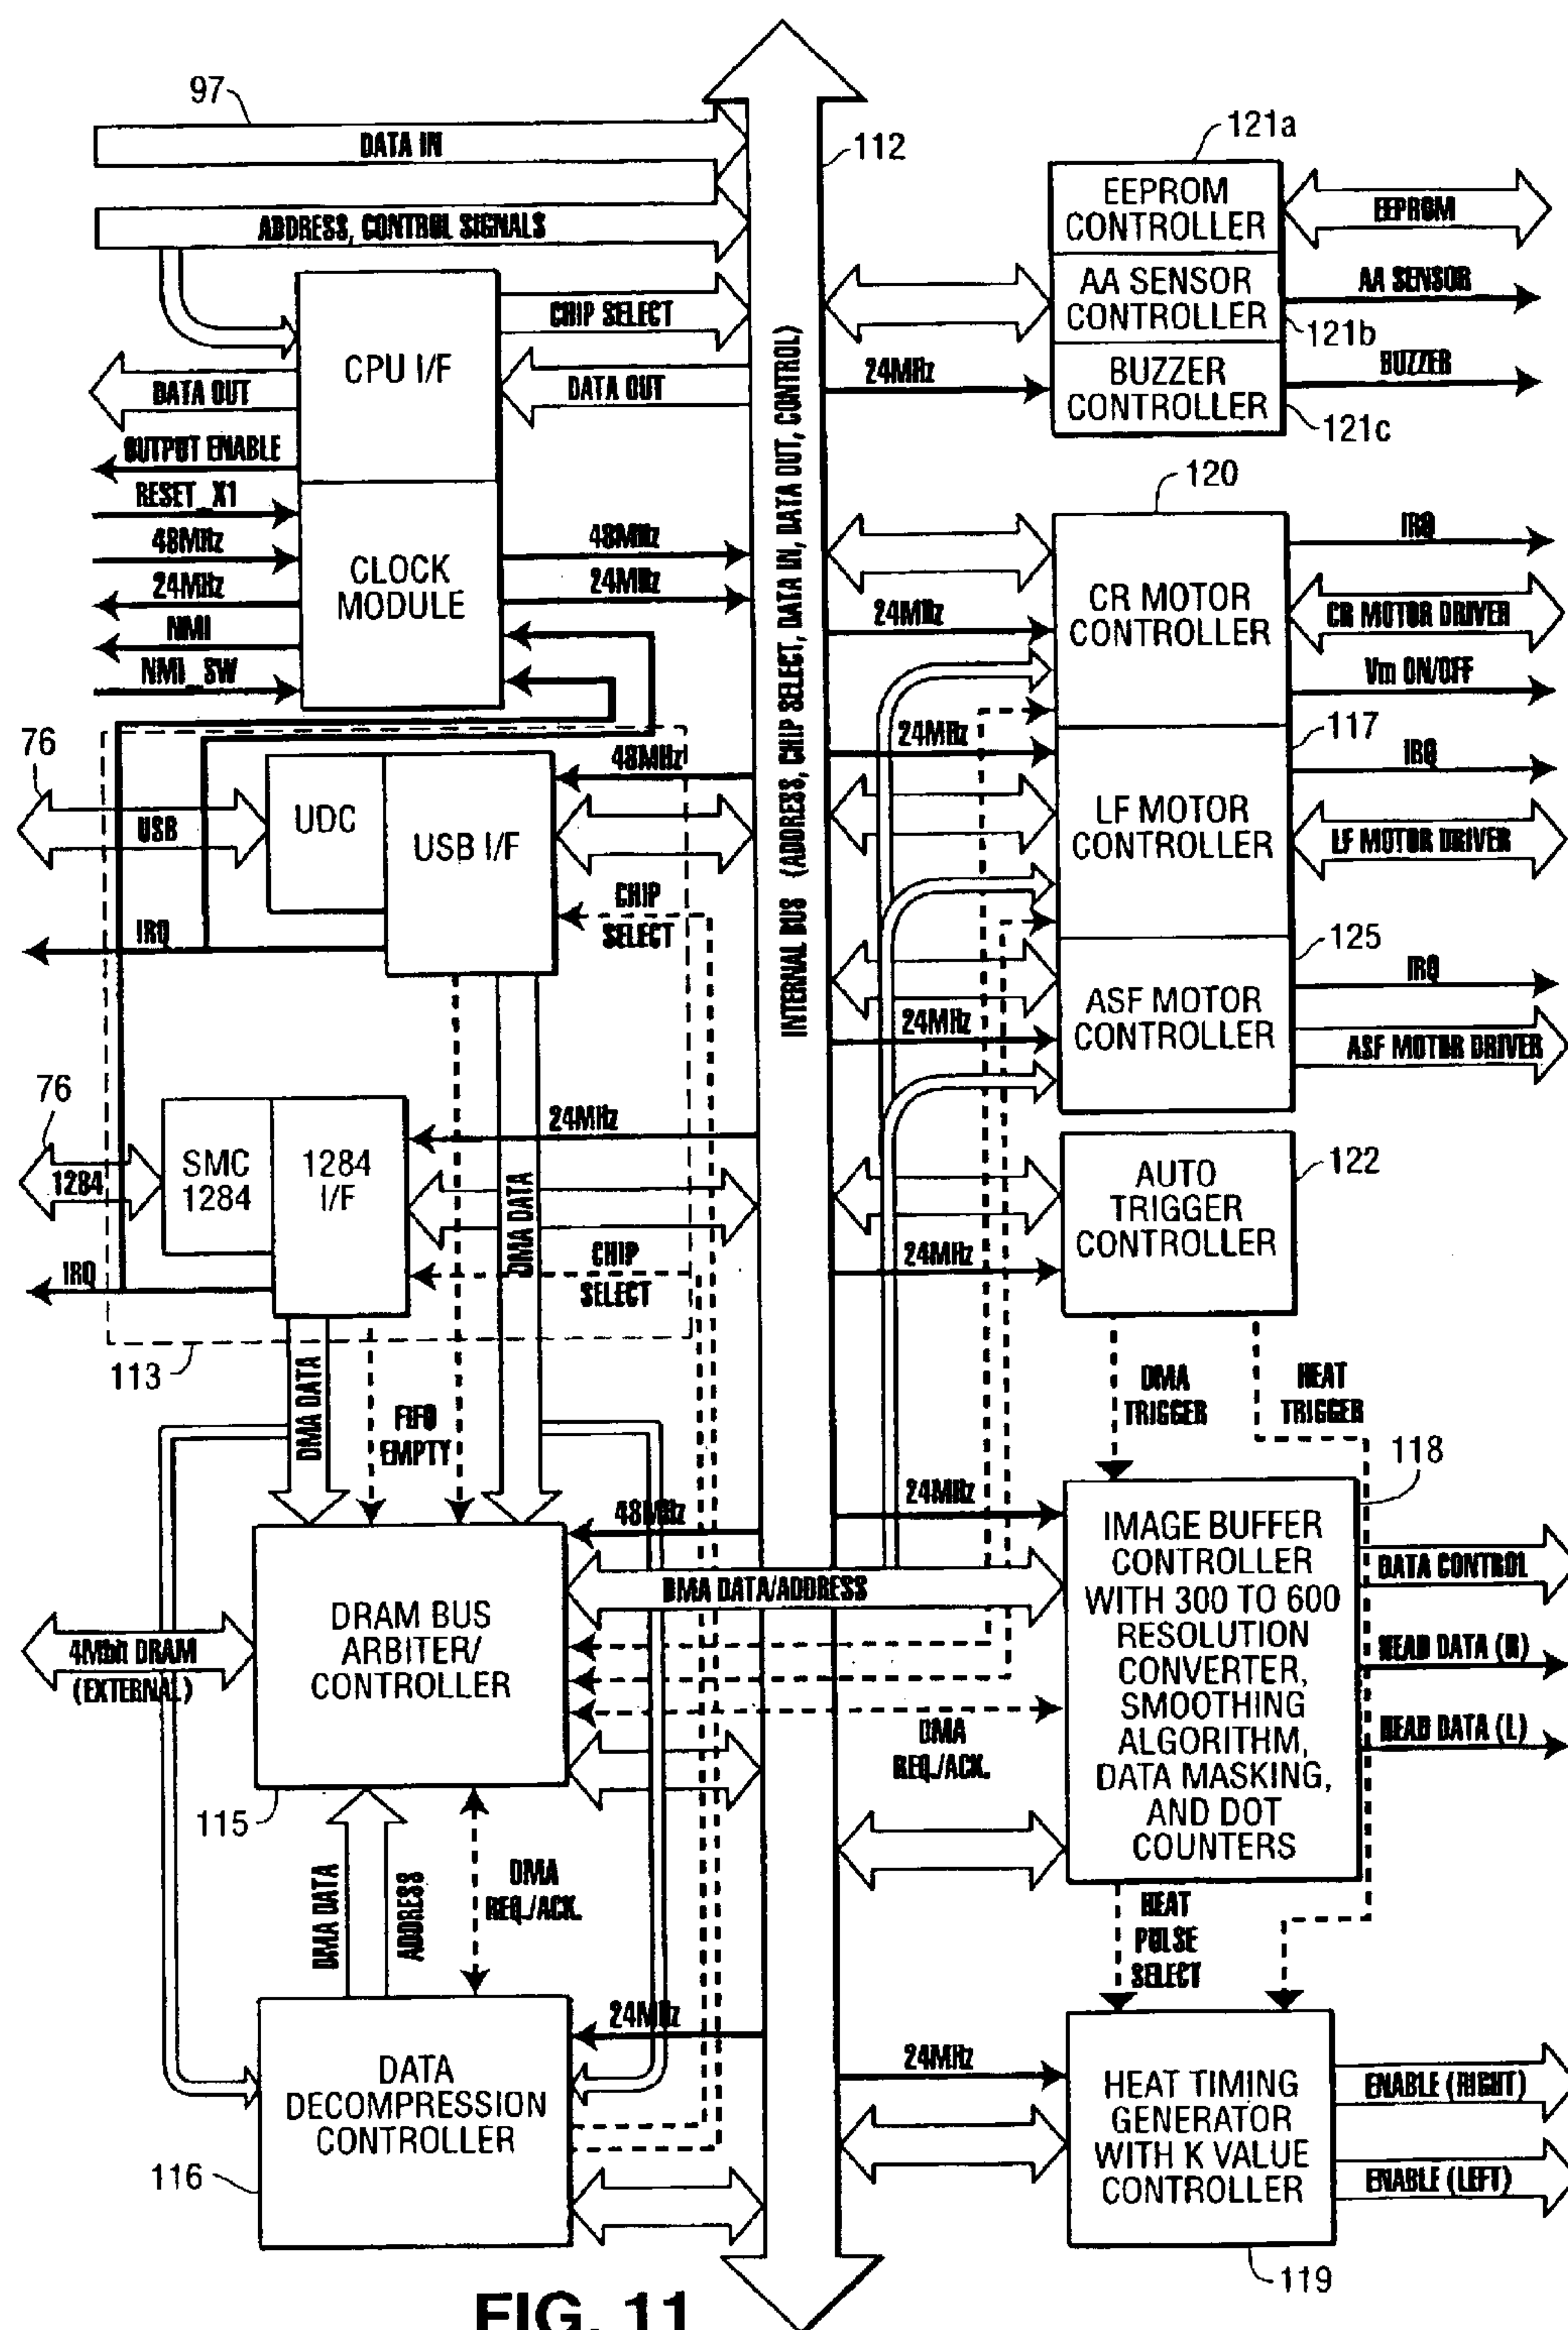 97
DATA IN
ADDRESS, CONTROL SIGNALS
CPU I/F
CHIP SELECT
DATA OUT
DATA OUT
OUTPUT ENABLE
RESET_X1
48MHz
24MHz
NMI
NMI_SW
CLOCK
MODULE
48MHz
24MHz
112
INTERNAL BUS (ADDRESS, CHIP SELECT, DATA IN, DATA OUT, CONTROL)
121a
EEPROM
CONTROLLER
EEPROM
AA SENSOR
CONTROLLER
AA SENSOR
121b
24MHz
BUZZER
CONTROLLER
BUZZER
121c
120
CR MOTOR
CONTROLLER
24MHz
IRQ
CR MOTOR DRIVER
Vm ON/OFF
117
24MHz
LF MOTOR
CONTROLLER
IRQ
LF MOTOR DRIVER
125
ASF MOTOR
CONTROLLER
24MHz
IRQ
ASF MOTOR DRIVER
76
USB
UDC
USB I/F
48MHz
CHIP
SELECT
IRQ
76
1284
SMC
1284
1284
I/F
24MHz
DMA DATA
CHIP
SELECT
IRQ
113
AUTO
TRIGGER
CONTROLLER
122
24MHz
DMA
TRIGGER
HEAT
TRIGGER
DMA DATA
FIFO
EMPTY
48MHz
DRAM BUS
ARBITER/
CONTROLLER
4Mbit DRAM
(EXTERNAL)
DMA DATA/ADDRESS
115
24MHz
118
IMAGE BUFFER
CONTROLLER
WITH 300 TO 600
RESOLUTION
CONVERTER,
SMOOTHING
ALGORITHM,
DATA MASKING,
AND DOT
COUNTERS
DATA CONTROL
HEAD DATA (R)
HEAD DATA (L)
DMA
REQ./ACK.
DMA DATA
ADDRESS
DMA
REQ./ACK.
HEAT
PULSE
SELECT
24MHz
DATA
DECOMPRESSION
CONTROLLER
116
24MHz
HEAT TIMING
GENERATOR
WITH K VALUE
CONTROLLER
ENABLE (RIGHT)
ENABLE (LEFT)
119
FIG. 11